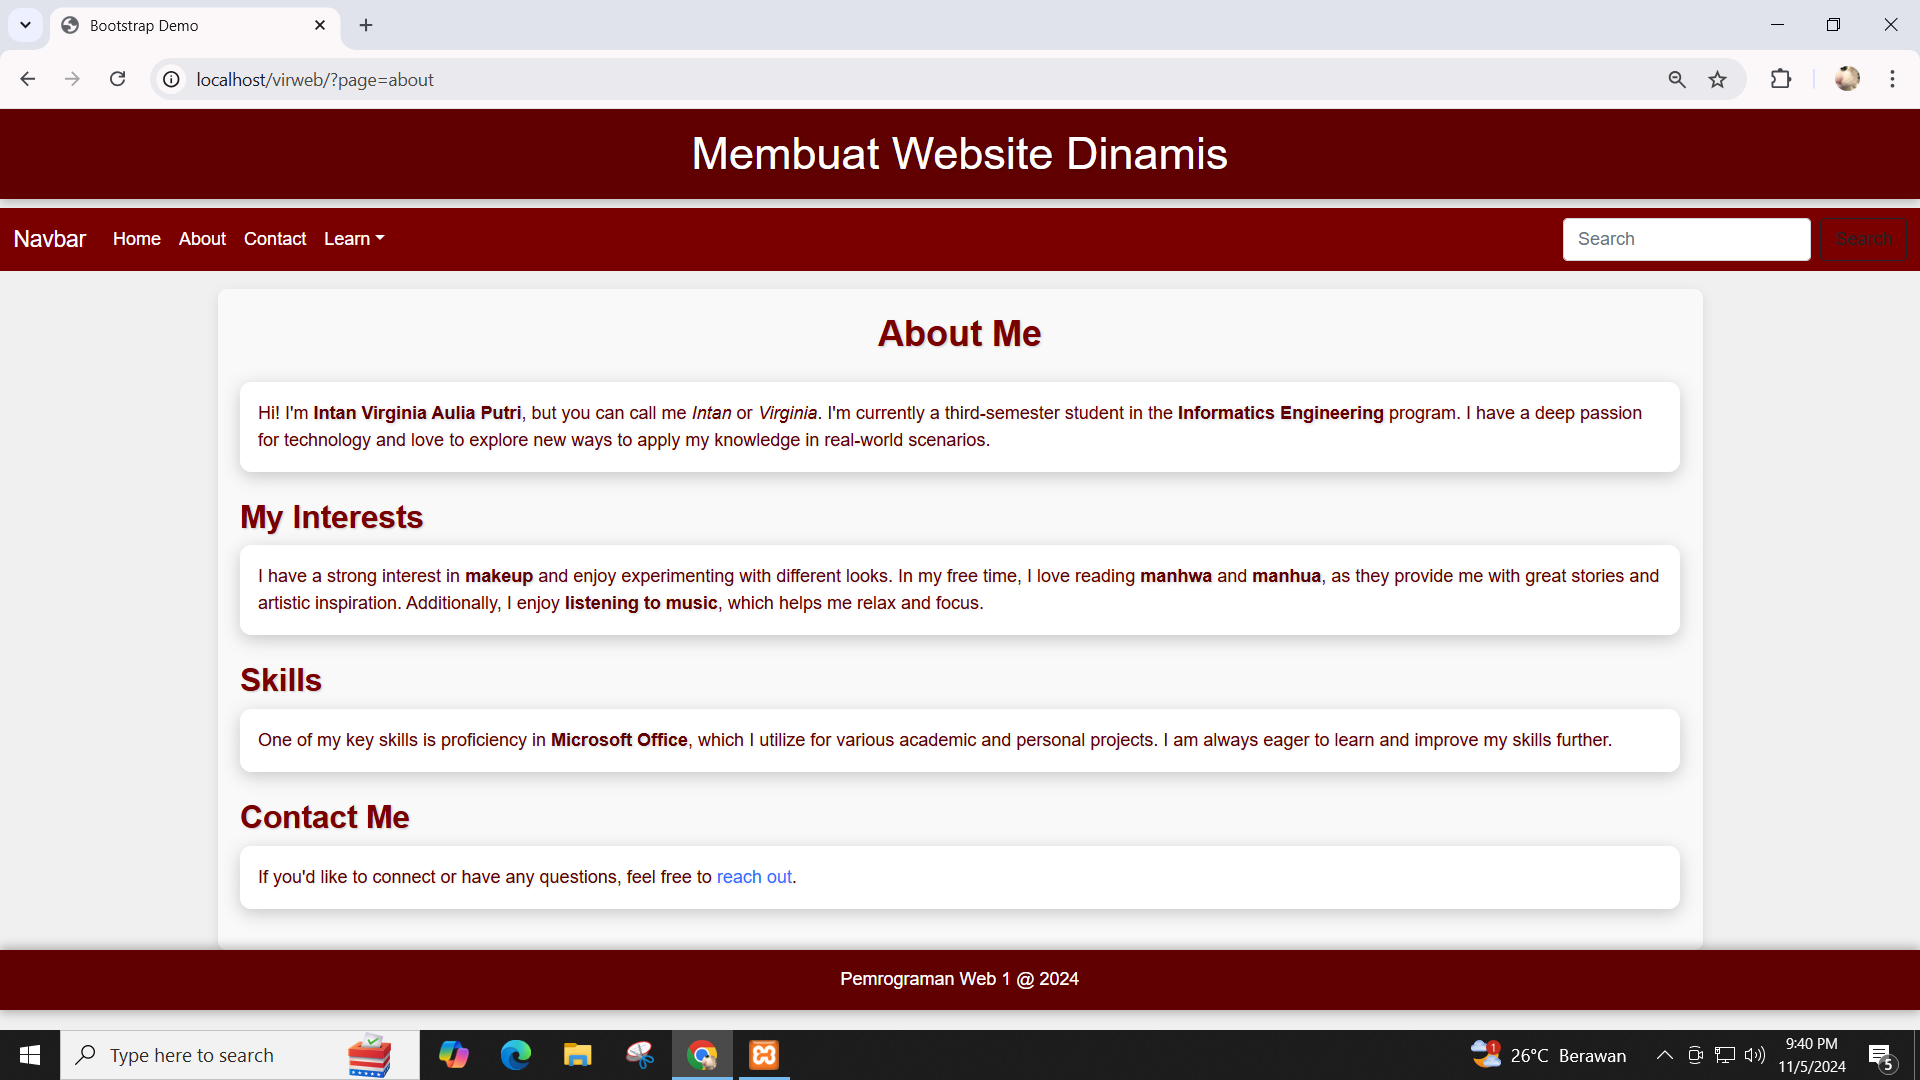 Bootstrap Demo
localhost/virweb/?page=about
Membuat Website Dinamis
Navbar Home About Contact Learn Search Search
About Me
Hi! I'm Intan Virginia Aulia Putri, but you can call me Intan or Virginia. I'm currently a third-semester student in the Informatics Engineering program. I have a deep passion
for technology and love to explore new ways to apply my knowledge in real-world scenarios.
My Interests
I have a strong interest in makeup and enjoy experimenting with different looks. In my free time, I love reading manhwa and manhua, as they provide me with great stories and
artistic inspiration. Additionally, I enjoy listening to music, which helps me relax and focus.
Skills
One of my key skills is proficiency in Microsoft Office, which I utilize for various academic and personal projects. I am always eager to learn and improve my skills further.
Contact Me
If you'd like to connect or have any questions, feel free to reach out.
Pemrograman Web 1 @ 2024
Type here to search
1
26°C Berawan
9:40 PM
11/5/2024
5